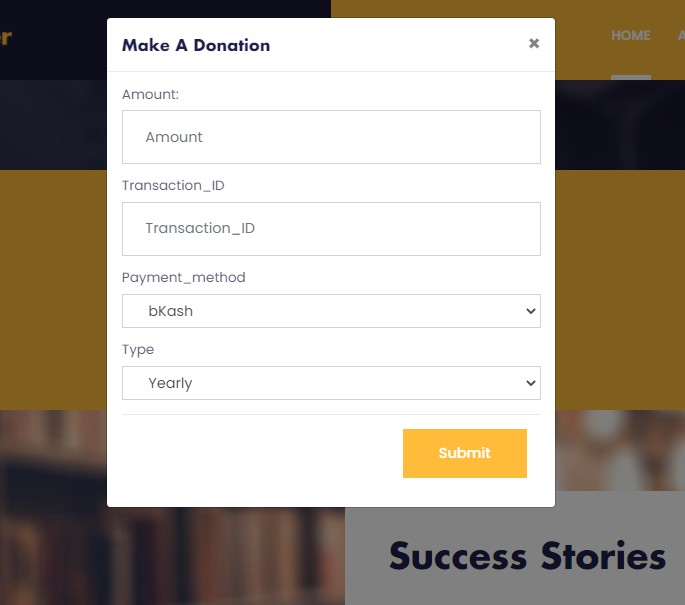 HOME
Make A Donation ×
Amount:
Amount
Transaction_ID
Transaction_ID
Payment_method
bKash
Type
Yearly
Submit
Success Stories